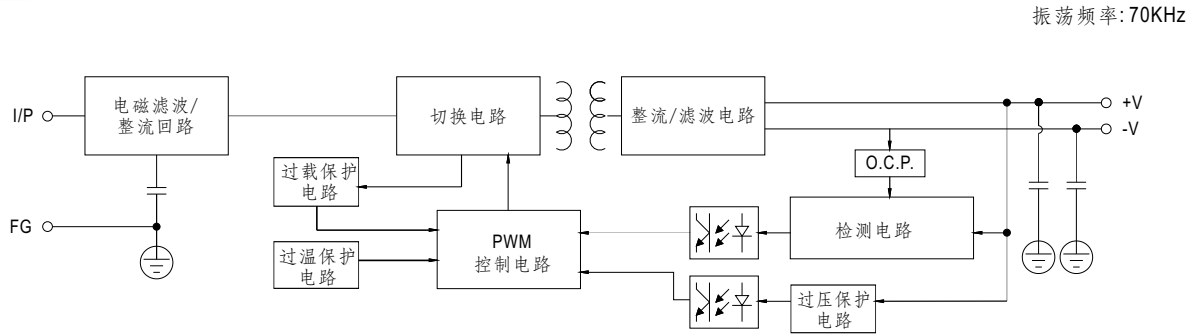 振荡频率: 70KHz
I/P
电磁滤波/
整流回路
切换电路
整流/滤波电路
+V
-V
O.C.P.
过载保护
电路
FG
PWM
控制电路
检测电路
过温保护
电路
过压保护
电路